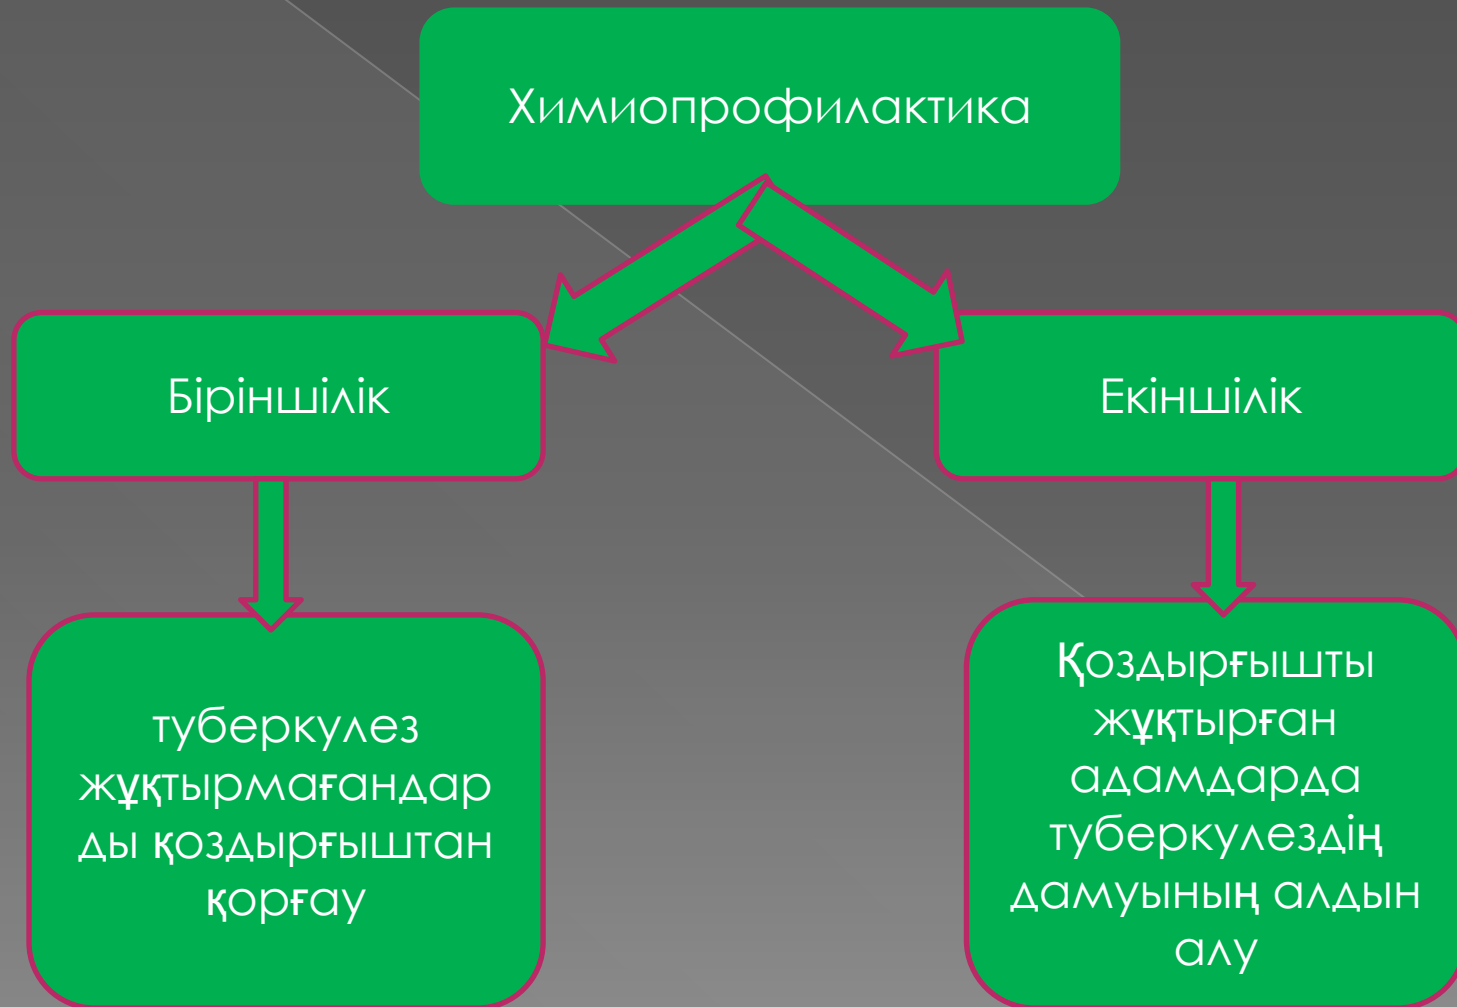 Химиопрофилактика
Біріншілік
Екіншілік
туберкулез
жұқтырмағандар
ды қоздырғыштан
қорғау
Қоздырғышты
жұқтырған
адамдарда
туберкулездің
дамуының алдын
алу